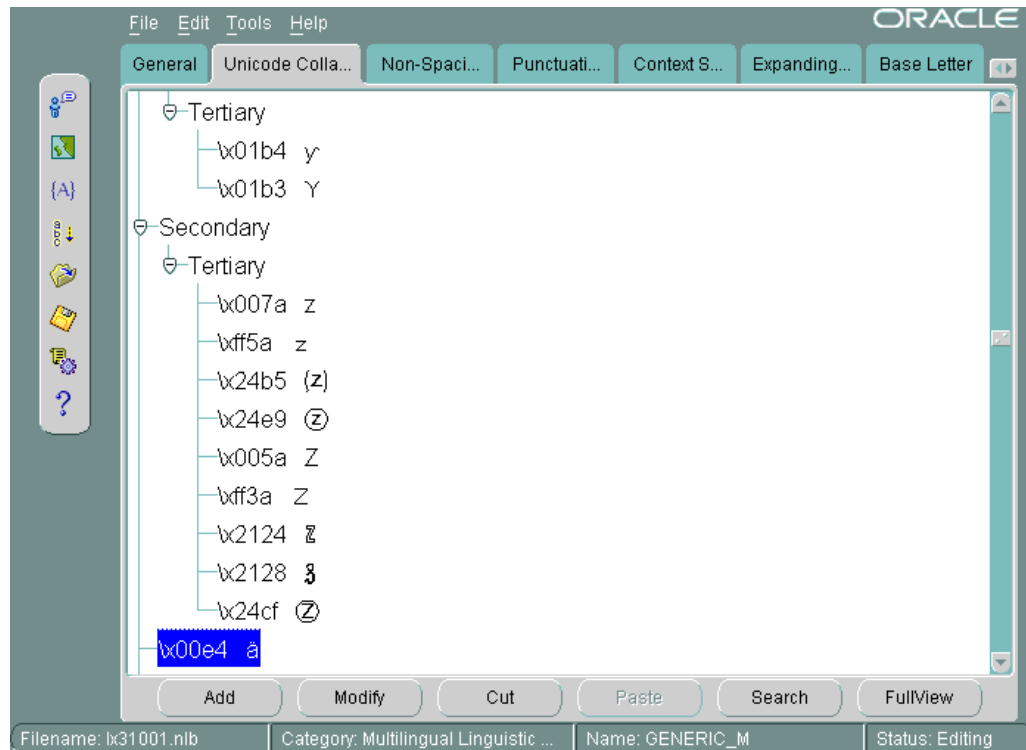 File Edit Tools Help ORACLE
General Unicode Colla... Non-Spaci... Punctuati... Context S... Expanding... Base Letter
Tertiary
\x01b4 ƴ
{A} \x01b3 Ƴ
Secondary
a
b
c
Tertiary
\x007a z
\xff5a z
\x24b5 (z)
? \x24e9 ⓩ
\x005a Z
\xff3a Z
\x2124 ℤ
\x2128 ℨ
\x24cf Ⓩ
\x00e4 ä
Add Modify Cut Paste Search FullView
Filename: lx31001.nlb Category: Multilingual Linguistic ... Name: GENERIC_M Status: Editing